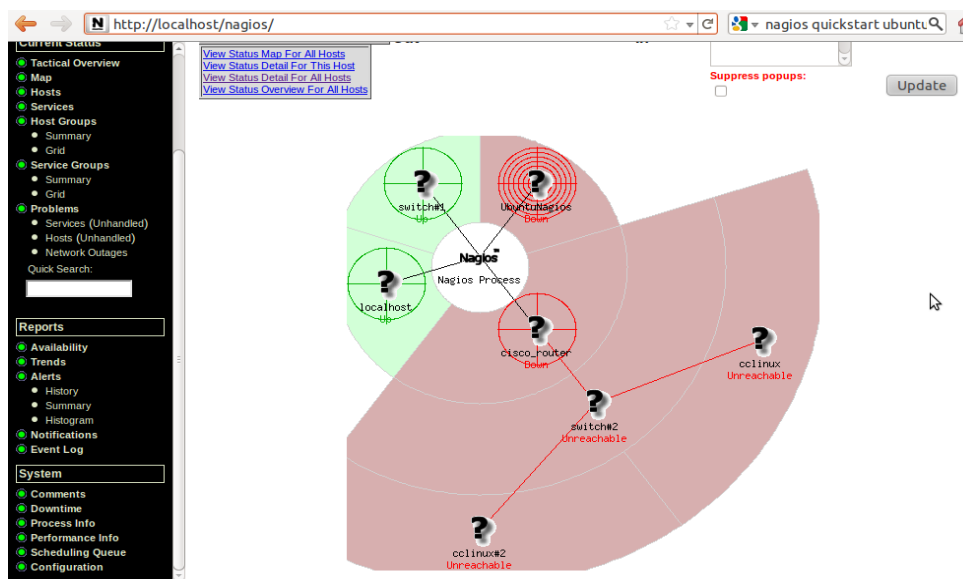 http://localhost/nagios/
nagios quickstart ubuntu
Current Status
Tactical Overview
Map
Hosts
Services
Host Groups
Summary
Grid
Service Groups
Summary
Grid
Problems
Services (Unhandled)
Hosts (Unhandled)
Network Outages
Quick Search:
Reports
Availability
Trends
Alerts
History
Summary
Histogram
Notifications
Event Log
System
Comments
Downtime
Process Info
Performance Info
Scheduling Queue
Configuration
View Status Map For All Hosts
View Status Detail For This Host
View Status Detail For All Hosts
View Status Overview For All Hosts
Suppress popups:
Update
switch#1
Up
UbuntuNagios
Down
Nagios
Nagios Process
localhost
Up
cisco_router
Down
cclinux
Unreachable
switch#2
Unreachable
cclinux#2
Unreachable